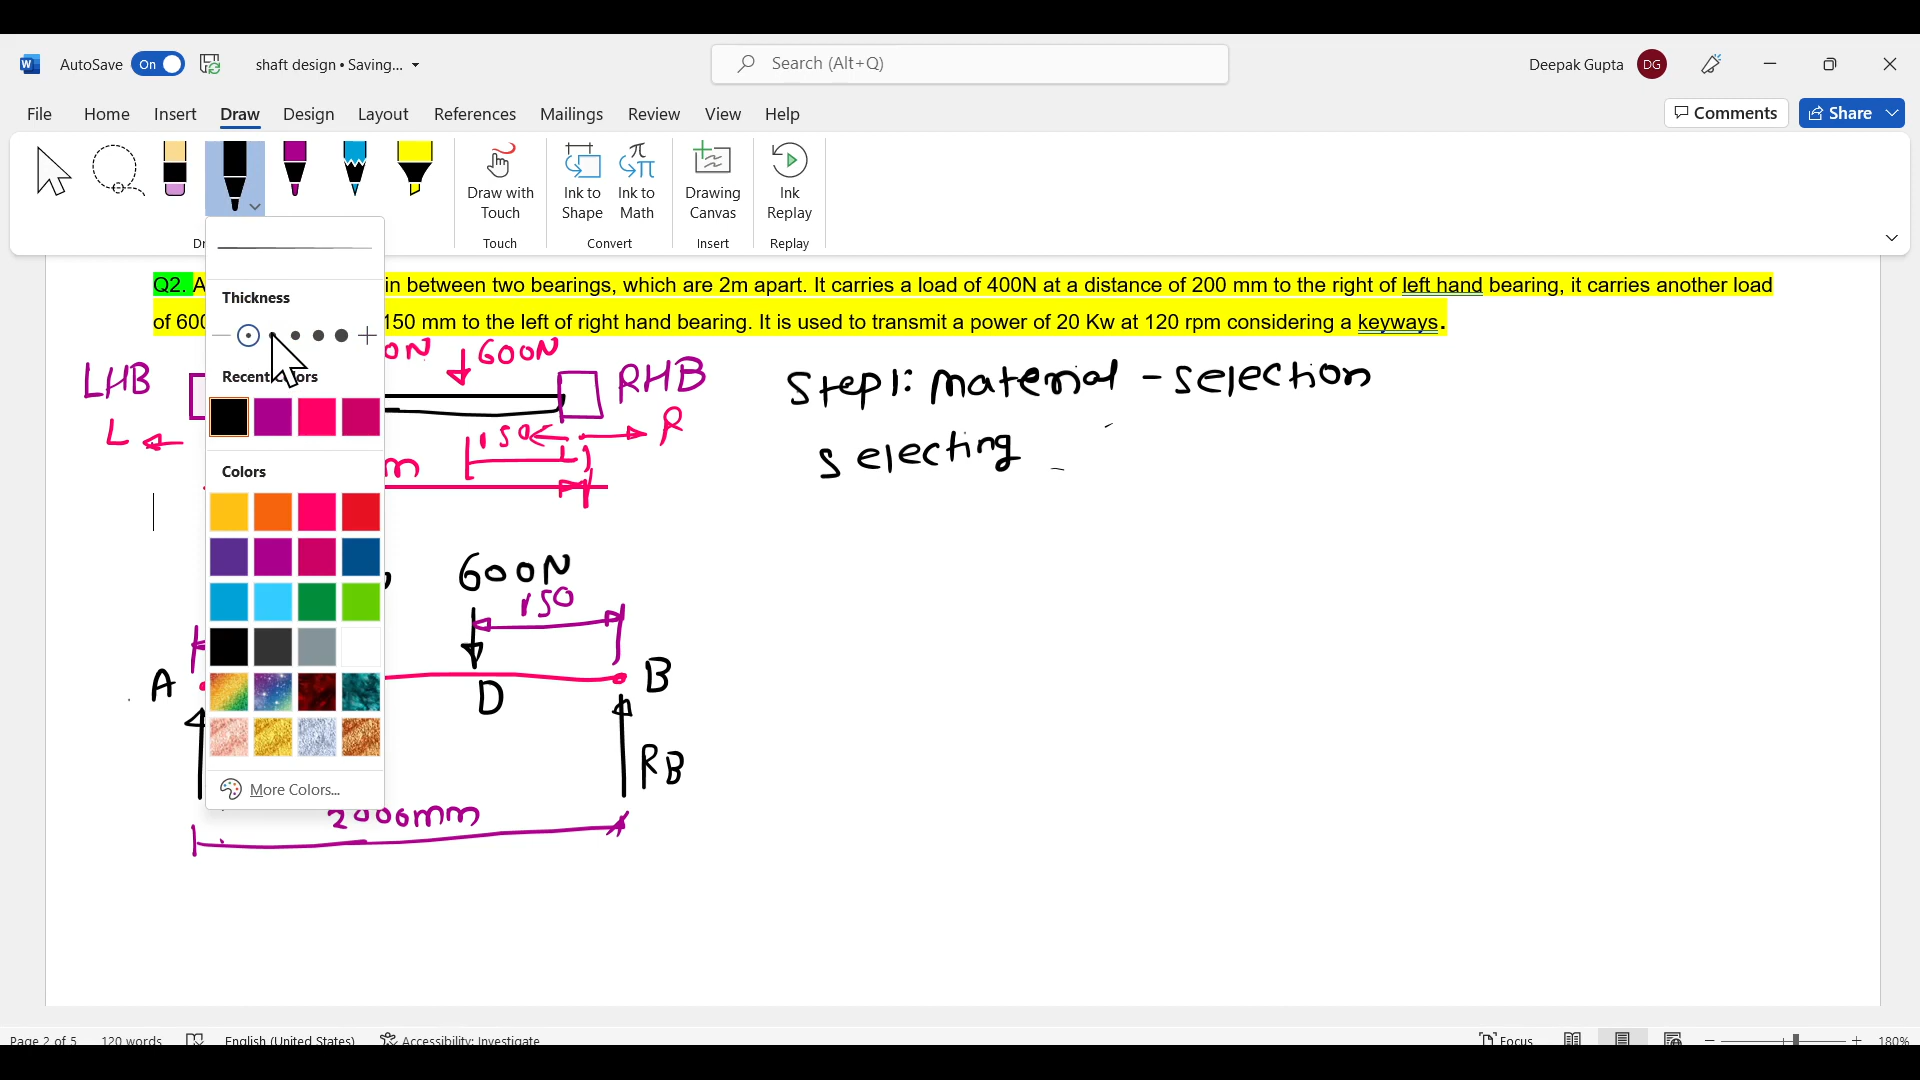 AutoSave On shaft design • Saving... Search (Alt+Q) Deepak Gupta DG
File Home Insert Draw Design Layout References Mailings Review View Help Comments Share
Draw with Touch
Ink to Shape
Ink to Math
Drawing Canvas
Ink Replay
Touch Convert Insert Replay
Q2. A in between two bearings, which are 2m apart. It carries a load of 400N at a distance of 200 mm to the right of left hand bearing, it carries another load
of 600 150 mm to the left of right hand bearing. It is used to transmit a power of 20 Kw at 120 rpm considering a keyways.
Thickness
Recent Colors
Colors
More Colors...
600N
LHB RHB
L 150 R
m
Step1: material - selection
selecting
600N
150
A D B
RB
2000mm
Page 2 of 5 120 words English (United States) Accessibility: Investigate Focus 180%